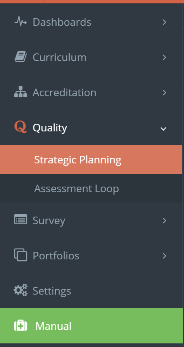 Dashboards
Curriculum
Accreditation
Quality
Strategic Planning
Assessment Loop
Survey
Portfolios
Settings
Manual